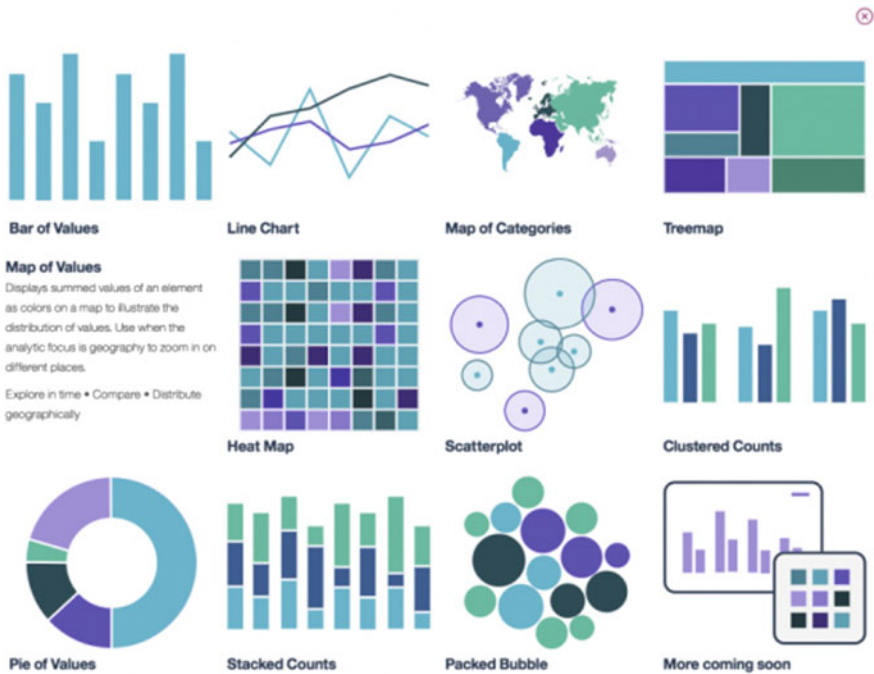 Bar of Values
Line Chart
Map of Categories
Treemap
Map of Values
Displays summed values of an element
as colors on a map to illustrate the
distribution of values. Use when the
analytic focus is geography to zoom in on
different places.
Explore in time • Compare • Distribute
geographically
Heat Map
Scatterplot
Clustered Counts
Pie of Values
Stacked Counts
Packed Bubble
More coming soon